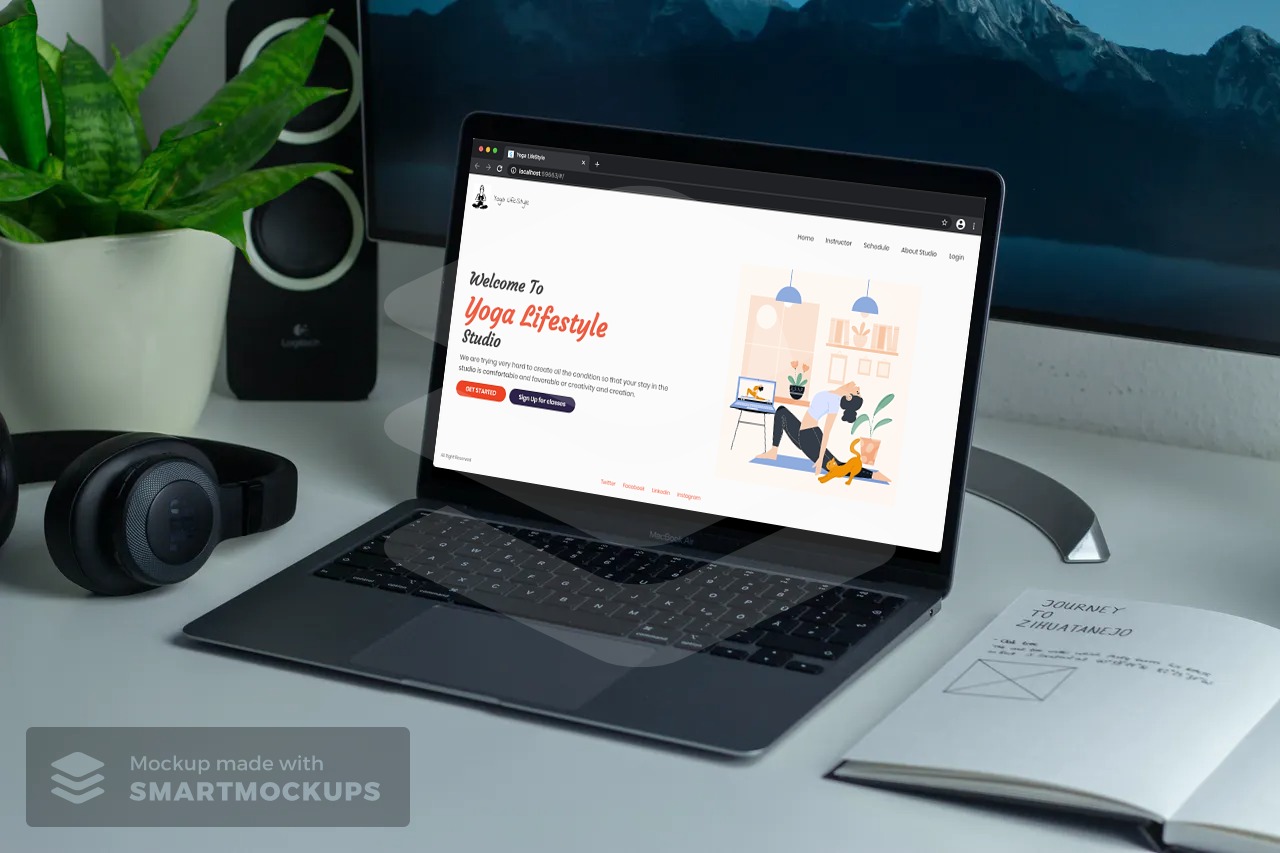 Yoga LifeStyle
localhost:59663/#/
Yoga LifeStyle
Home Instructor Schedule About Studio Login
Welcome To
Yoga Lifestyle
Studio
We are trying very hard to create all the condition so that your stay in the
studio is comfortable and favorable or creativity and creation.
GET STARTED Sign Up for classes
All Right Reserved
Twitter Facebook Linkedin Instagram
MacBook Air
Logitech
JBL
JOURNEY
TO
ZIHUATANEJO
Mockup made with
SMARTMOCKUPS